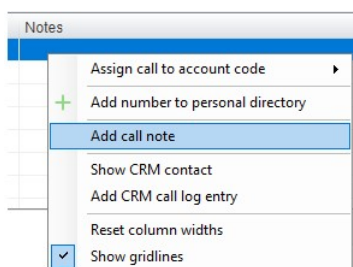 Notes
Assign call to account code
Add number to personal directory
Add call note
Show CRM contact
Add CRM call log entry
Reset column widths
Show gridlines